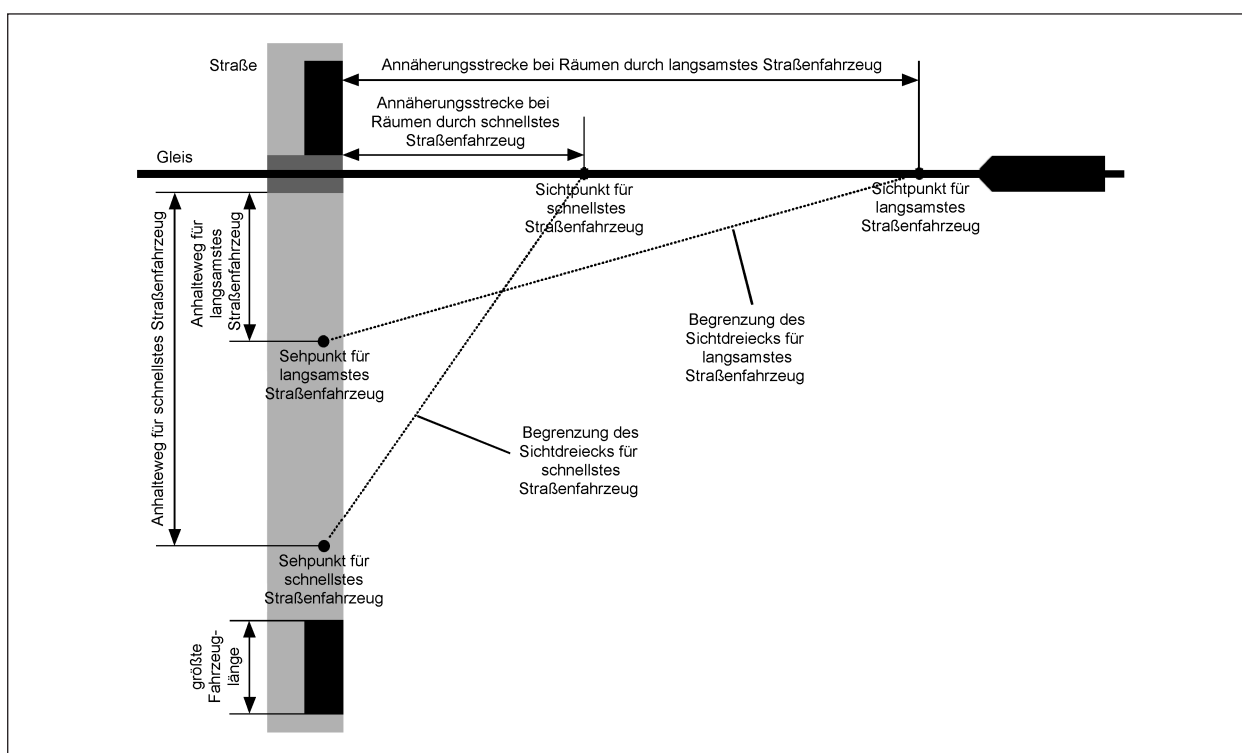 Straße
Annäherungsstrecke bei Räumen durch langsamstes Straßenfahrzeug
Annäherungsstrecke bei
Räumen durch schnellstes
Straßenfahrzeug
Gleis
Sichtpunkt für
schnellstes
Straßenfahrzeug
Sichtpunkt für
langsamstes
Straßenfahrzeug
Anhalteweg für schnellstes Straßenfahrzeug
Anhalteweg für
langsamstes
Straßenfahrzeug
Begrenzung des
Sichtdreiecks für
langsamstes
Straßenfahrzeug
Sehpunkt für
langsamstes
Straßenfahrzeug
Begrenzung des
Sichtdreiecks für
schnellstes
Straßenfahrzeug
Sehpunkt für
schnellstes
Straßenfahrzeug
größte
Fahrzeug-
länge